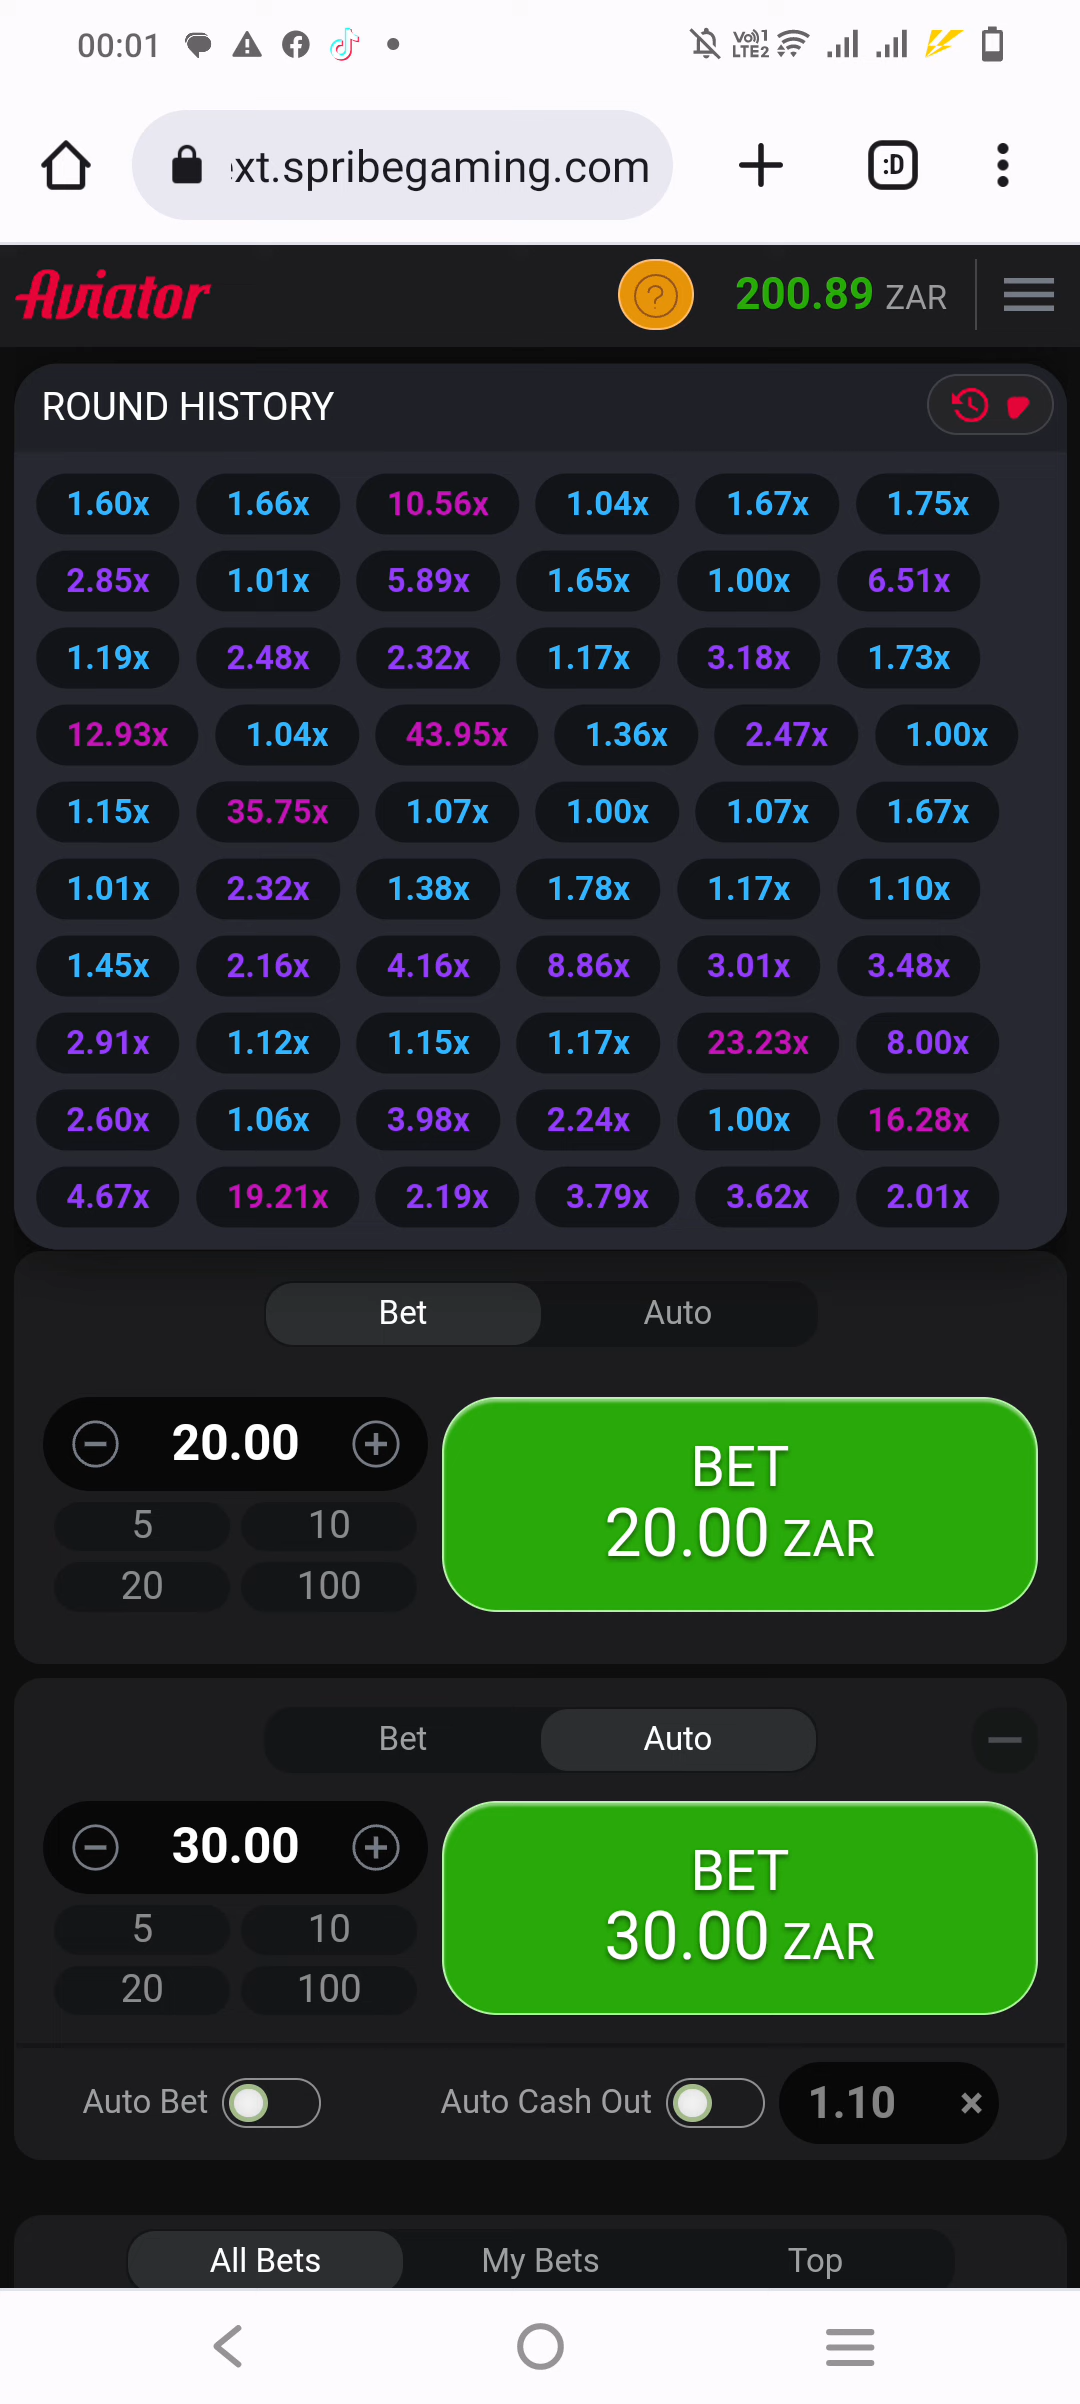 00:01 Vo)) 1 LTE2
ext.spribegaming.com :D
Aviator ? 200.89 ZAR
ROUND HISTORY
1.60x 1.66x 10.56x 1.04x 1.67x 1.75x
2.85x 1.01x 5.89x 1.65x 1.00x 6.51x
1.19x 2.48x 2.32x 1.17x 3.18x 1.73x
12.93x 1.04x 43.95x 1.36x 2.47x 1.00x
1.15x 35.75x 1.07x 1.00x 1.07x 1.67x
1.01x 2.32x 1.38x 1.78x 1.17x 1.10x
1.45x 2.16x 4.16x 8.86x 3.01x 3.48x
2.91x 1.12x 1.15x 1.17x 23.23x 8.00x
2.60x 1.06x 3.98x 2.24x 1.00x 16.28x
4.67x 19.21x 2.19x 3.79x 3.62x 2.01x
Bet Auto
20.00
5 10
20 100
BET
20.00 ZAR
Bet Auto
30.00
5 10
20 100
BET
30.00 ZAR
Auto Bet Auto Cash Out 1.10 ×
All Bets My Bets Top